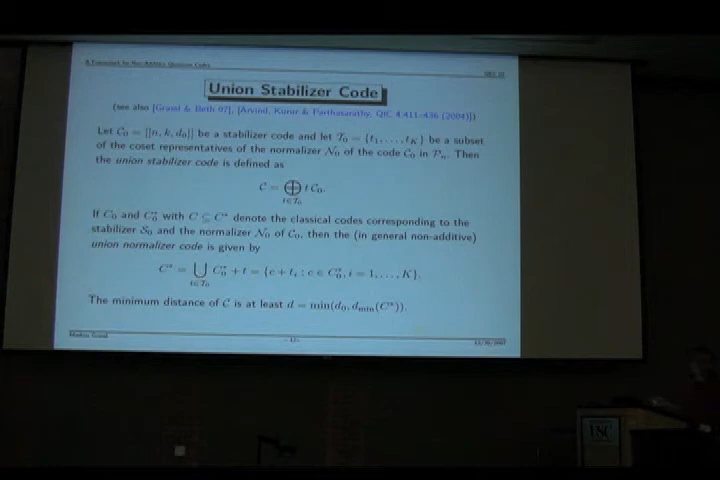 A Framework for Non-Additive Quantum Codes
QEC 07
Union Stabilizer Code
(see also [Grassl & Beth 97], [Arvind, Kurur & Parthasarathy, QIC 4:411–436 (2004)])
Let C₀ = [[n, k, d₀]] be a stabilizer code and let T₀ = {t₁, . . . , t_K} be a subset
of the coset representatives of the normalizer N₀ of the code C₀ in P_n. Then
the union stabilizer code is defined as
C = ⊕_{t∈T₀} t C₀.
If C₀ and C₀* with C ⊆ C* denote the classical codes corresponding to the
stabilizer S₀ and the normalizer N₀ of C₀, then the (in general non-additive)
union normalizer code is given by
C* = ⋃_{t∈T₀} C₀* + t = {c + t_i : c ∈ C₀*, i = 1, . . . , K}.
The minimum distance of C is at least d = min(d₀, d_min(C*)).
Markus Grassl
USC